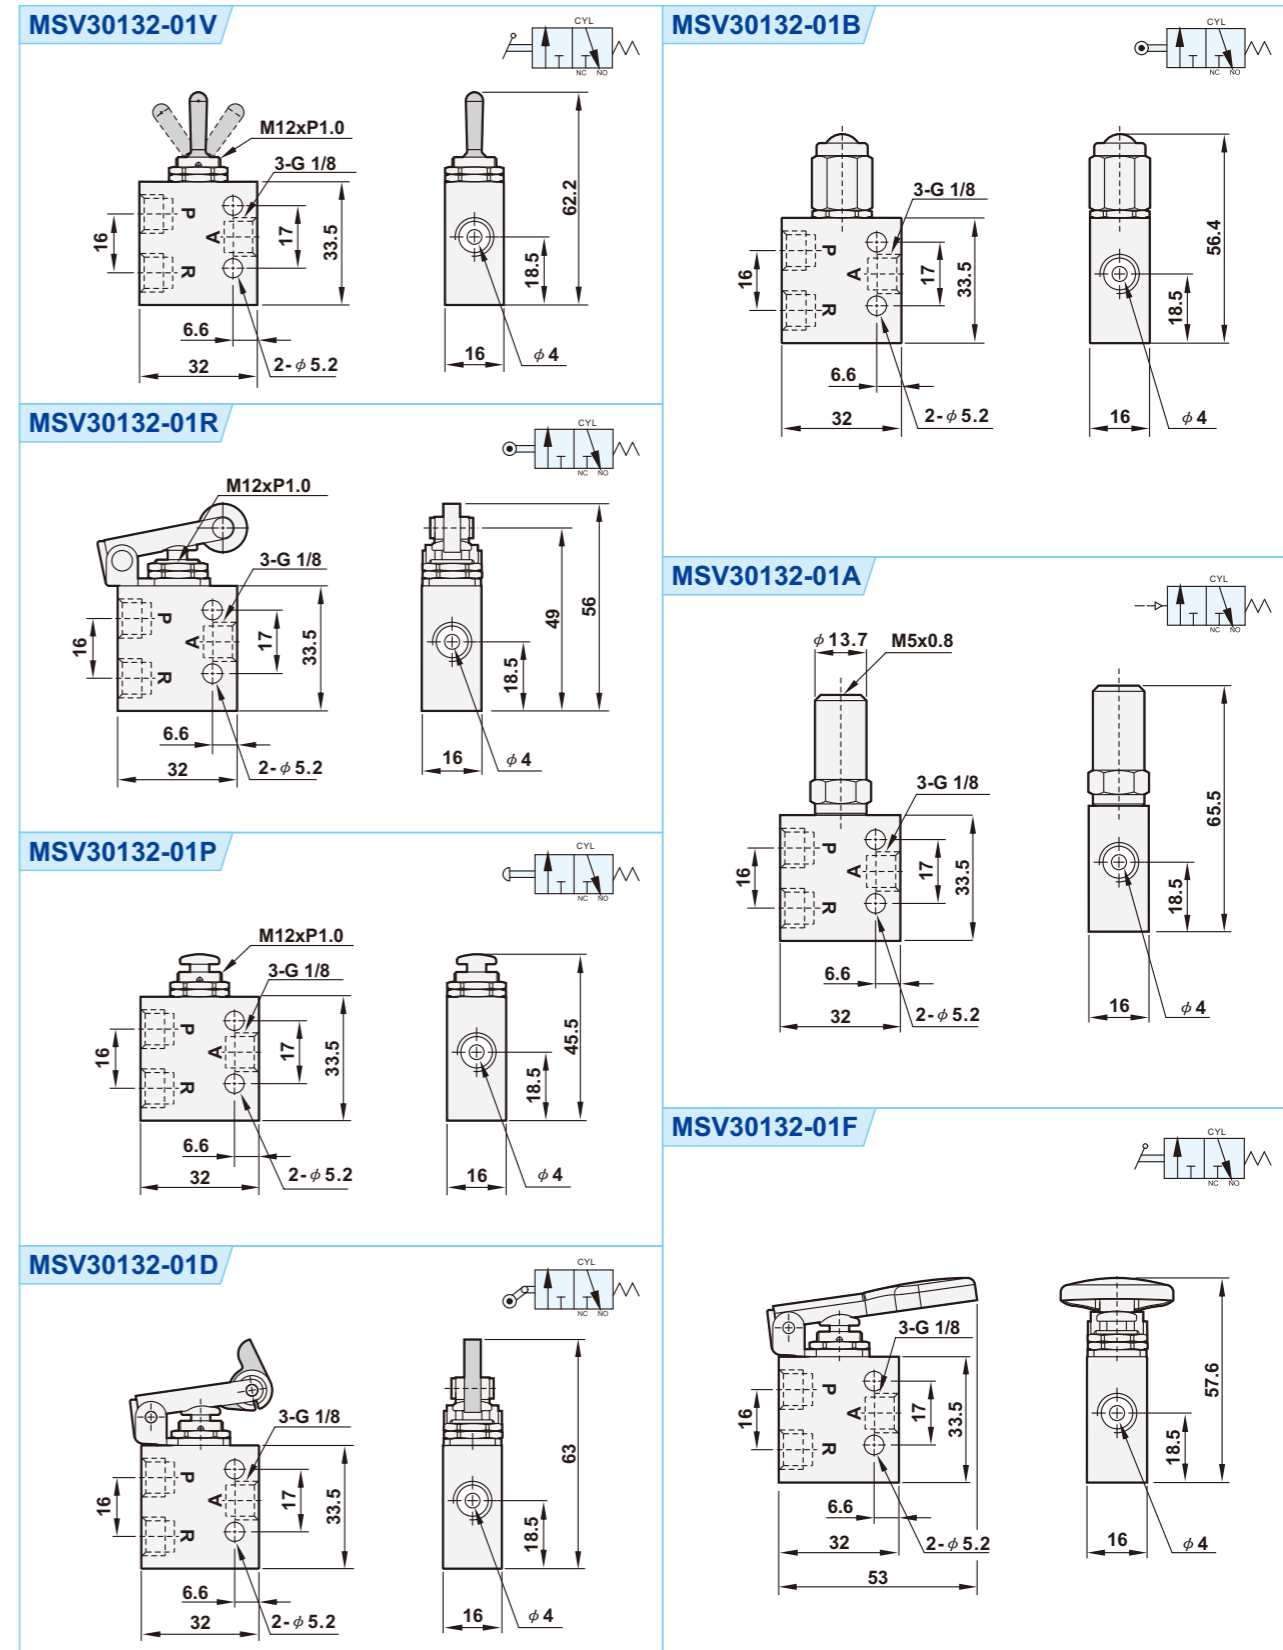 MSV30132-01V
CYL
NC NO
M12xP1.0
3-G 1/8
P
A
R
16
17
33.5
6.6
32
2-ϕ5.2
62.2
18.5
16
ϕ4
MSV30132-01B
CYL
NC NO
3-G 1/8
P
A
R
16
17
33.5
6.6
32
2-ϕ5.2
56.4
18.5
16
ϕ4
MSV30132-01R
CYL
NC NO
M12xP1.0
3-G 1/8
P
A
R
16
17
33.5
6.6
32
2-ϕ5.2
49
56
18.5
16
ϕ4
MSV30132-01A
CYL
NC NO
ϕ13.7
M5x0.8
3-G 1/8
P
A
R
16
17
33.5
6.6
32
2-ϕ5.2
65.5
18.5
16
ϕ4
MSV30132-01P
CYL
NC NO
M12xP1.0
3-G 1/8
P
A
R
16
17
33.5
6.6
32
2-ϕ5.2
45.5
18.5
16
ϕ4
MSV30132-01F
CYL
NC NO
3-G 1/8
P
A
R
16
17
33.5
6.6
32
2-ϕ5.2
53
57.6
18.5
16
ϕ4
MSV30132-01D
CYL
NC NO
3-G 1/8
P
A
R
16
17
33.5
6.6
32
2-ϕ5.2
63
18.5
16
ϕ4